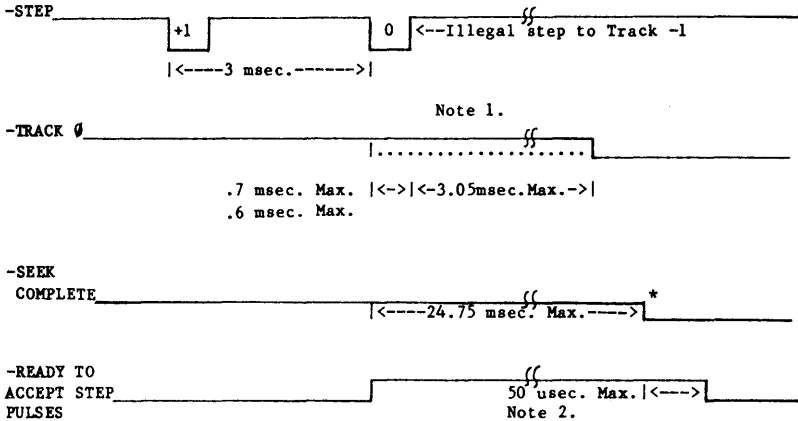 -STEP
+1 0 <--Illegal step to Track -1
|<----3 msec.------>|
Note 1.
-TRACK 0
|...................
.7 msec. Max. |<->|<-3.05msec.Max.->|
.6 msec. Max.
-SEEK
COMPLETE
*
|<----24.75 msec. Max.---->
-READY TO
ACCEPT STEP
PULSES
50 usec. Max.|<--->
Note 2.